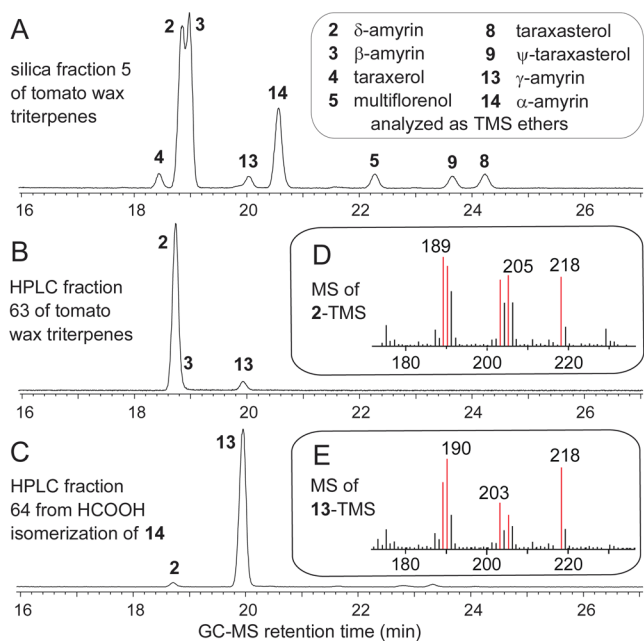 A
silica fraction 5
of tomato wax
triterpenes
2
3
4
13
14
5
9
8
2 δ-amyrin
3 β-amyrin
4 taraxerol
5 multiflorenol
8 taraxasterol
9 ψ-taraxasterol
13 γ-amyrin
14 α-amyrin
analyzed as TMS ethers
16 18 20 22 24 26
B
HPLC fraction
63 of tomato
wax triterpenes
2
3
13
D
MS of
2-TMS
189
205
218
180 200 220
16 18 20 22 24 26
C
HPLC fraction
64 from HCOOH
isomerization of 14
2
13
E
MS of
13-TMS
190
203
218
180 200 220
16 18 20 22 24 26
GC-MS retention time (min)